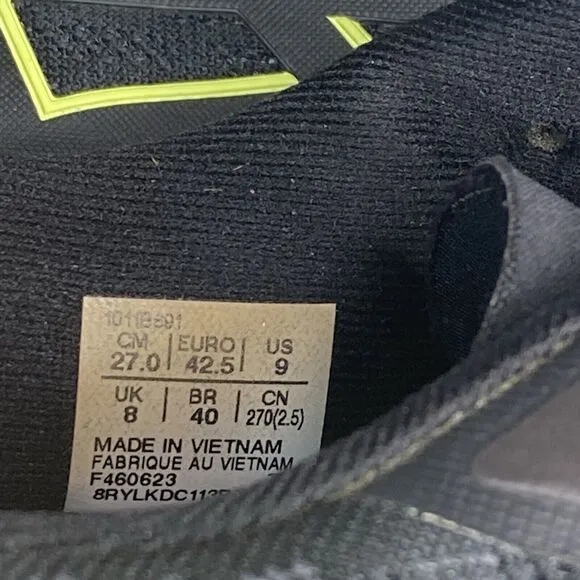 1011B691
CM | EURO | US
27.0 | 42.5 | 9
UK | BR | CN
8 | 40 | 270(2.5)
MADE IN VIETNAM
FABRIQUE AU VIETNAM
F460623